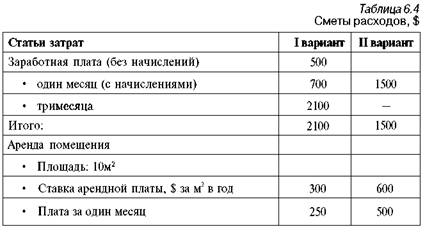 Таблица 6.4
Сметы расходов, $
Статьи затрат I вариант II вариант
Заработная плата (без начислений) 500
• один месяц (с начислениями) 700 1500
• тримесяца 2100 —
Итого: 2100 1500
Аренда помещения
• Площадь: 10м²
• Ставка арендной платы, $ за м² в год 300 600
• Плата за один месяц 250 500